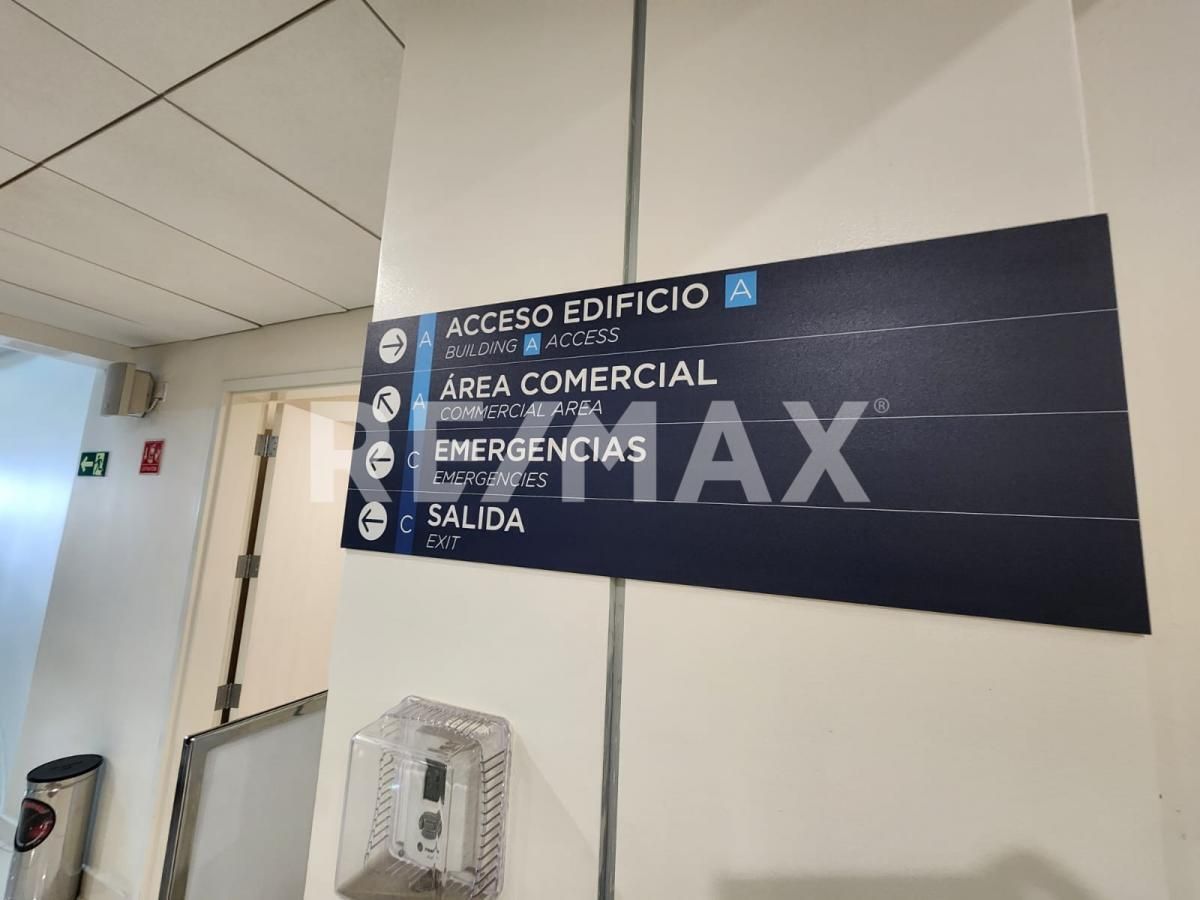 ACCESO EDIFICIO A
BUILDING A ACCESS
A
ÁREA COMERCIAL
COMMERCIAL AREA
A
EMERGENCIAS
EMERGENCIES
C
SALIDA
EXIT
C
RE/MAX®